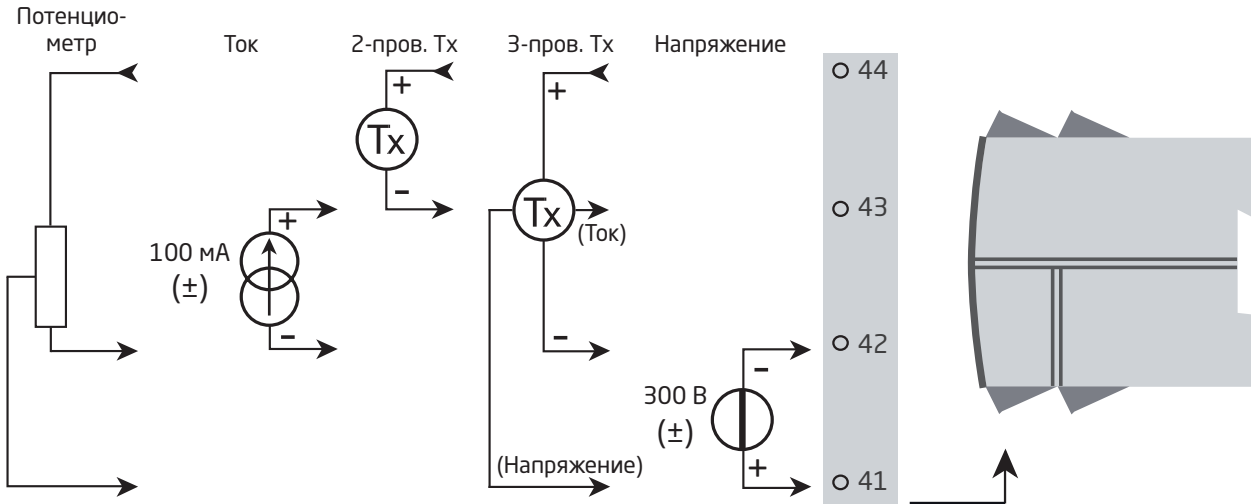 Потенцио-
метр
Ток
2-пров. Tx
3-пров. Tx
Напряжение
44
+
+
Tx
-
43
+
Tx
(Ток)
100 мА
(±)
-
-
42
-
300 В
(±)
+
(Напряжение)
41